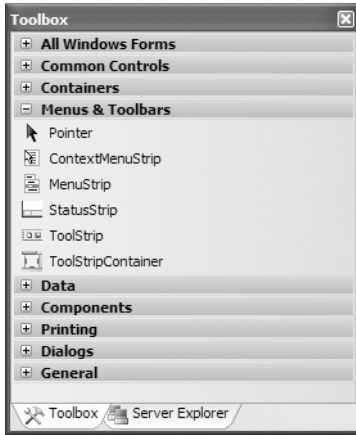 Toolbox
All Windows Forms
Common Controls
Containers
Menus & Toolbars
Pointer
ContextMenuStrip
MenuStrip
StatusStrip
ToolStrip
ToolStripContainer
Data
Components
Printing
Dialogs
General
Toolbox Server Explorer